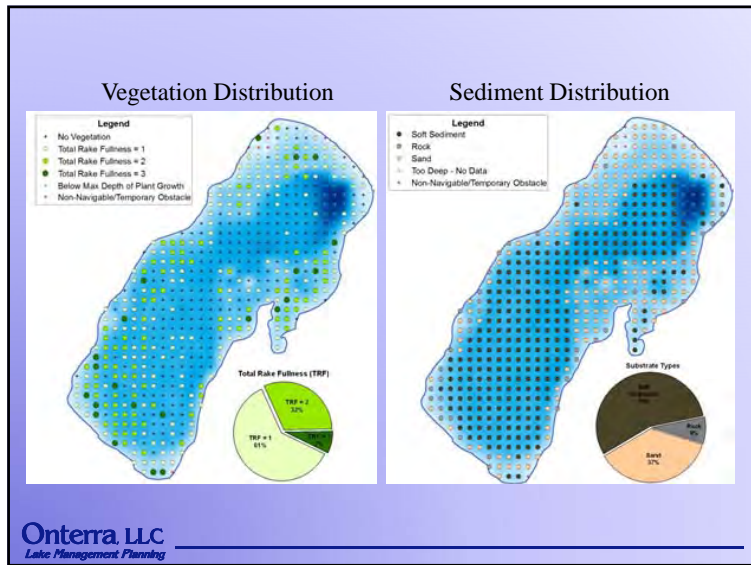 Vegetation Distribution
Sediment Distribution
Legend
No Vegetation
Total Rake Fullness = 1
Total Rake Fullness = 2
Total Rake Fullness = 3
Below Max Depth of Plant Growth
Non-Navigable/Temporary Obstacle
Legend
Soft Sediment
Rock
Sand
Too Deep - No Data
Non-Navigable/Temporary Obstacle
Total Rake Fullness (TRF)
TRF = 2
32%
TRF = 1
61%
Substrate Types
Soft
Rock
Sand
37%
Onterra, LLC
Lake Management Planning